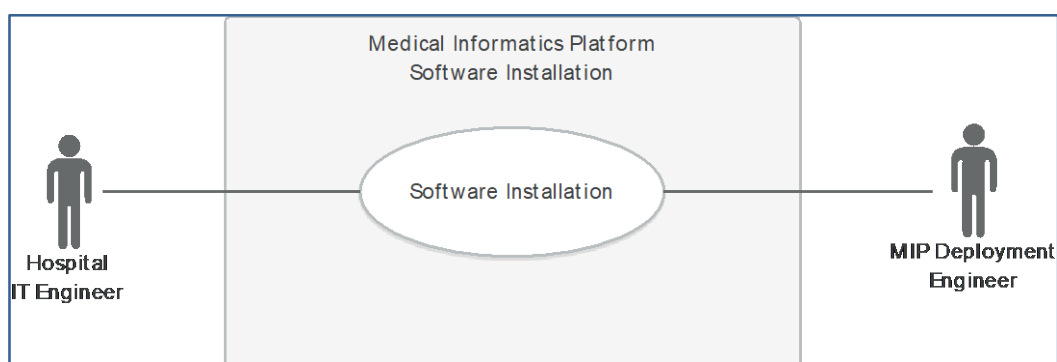 Medical Informatics Platform
Software Installation
Software Installation
Hospital
IT Engineer
MIP Deployment
Engineer